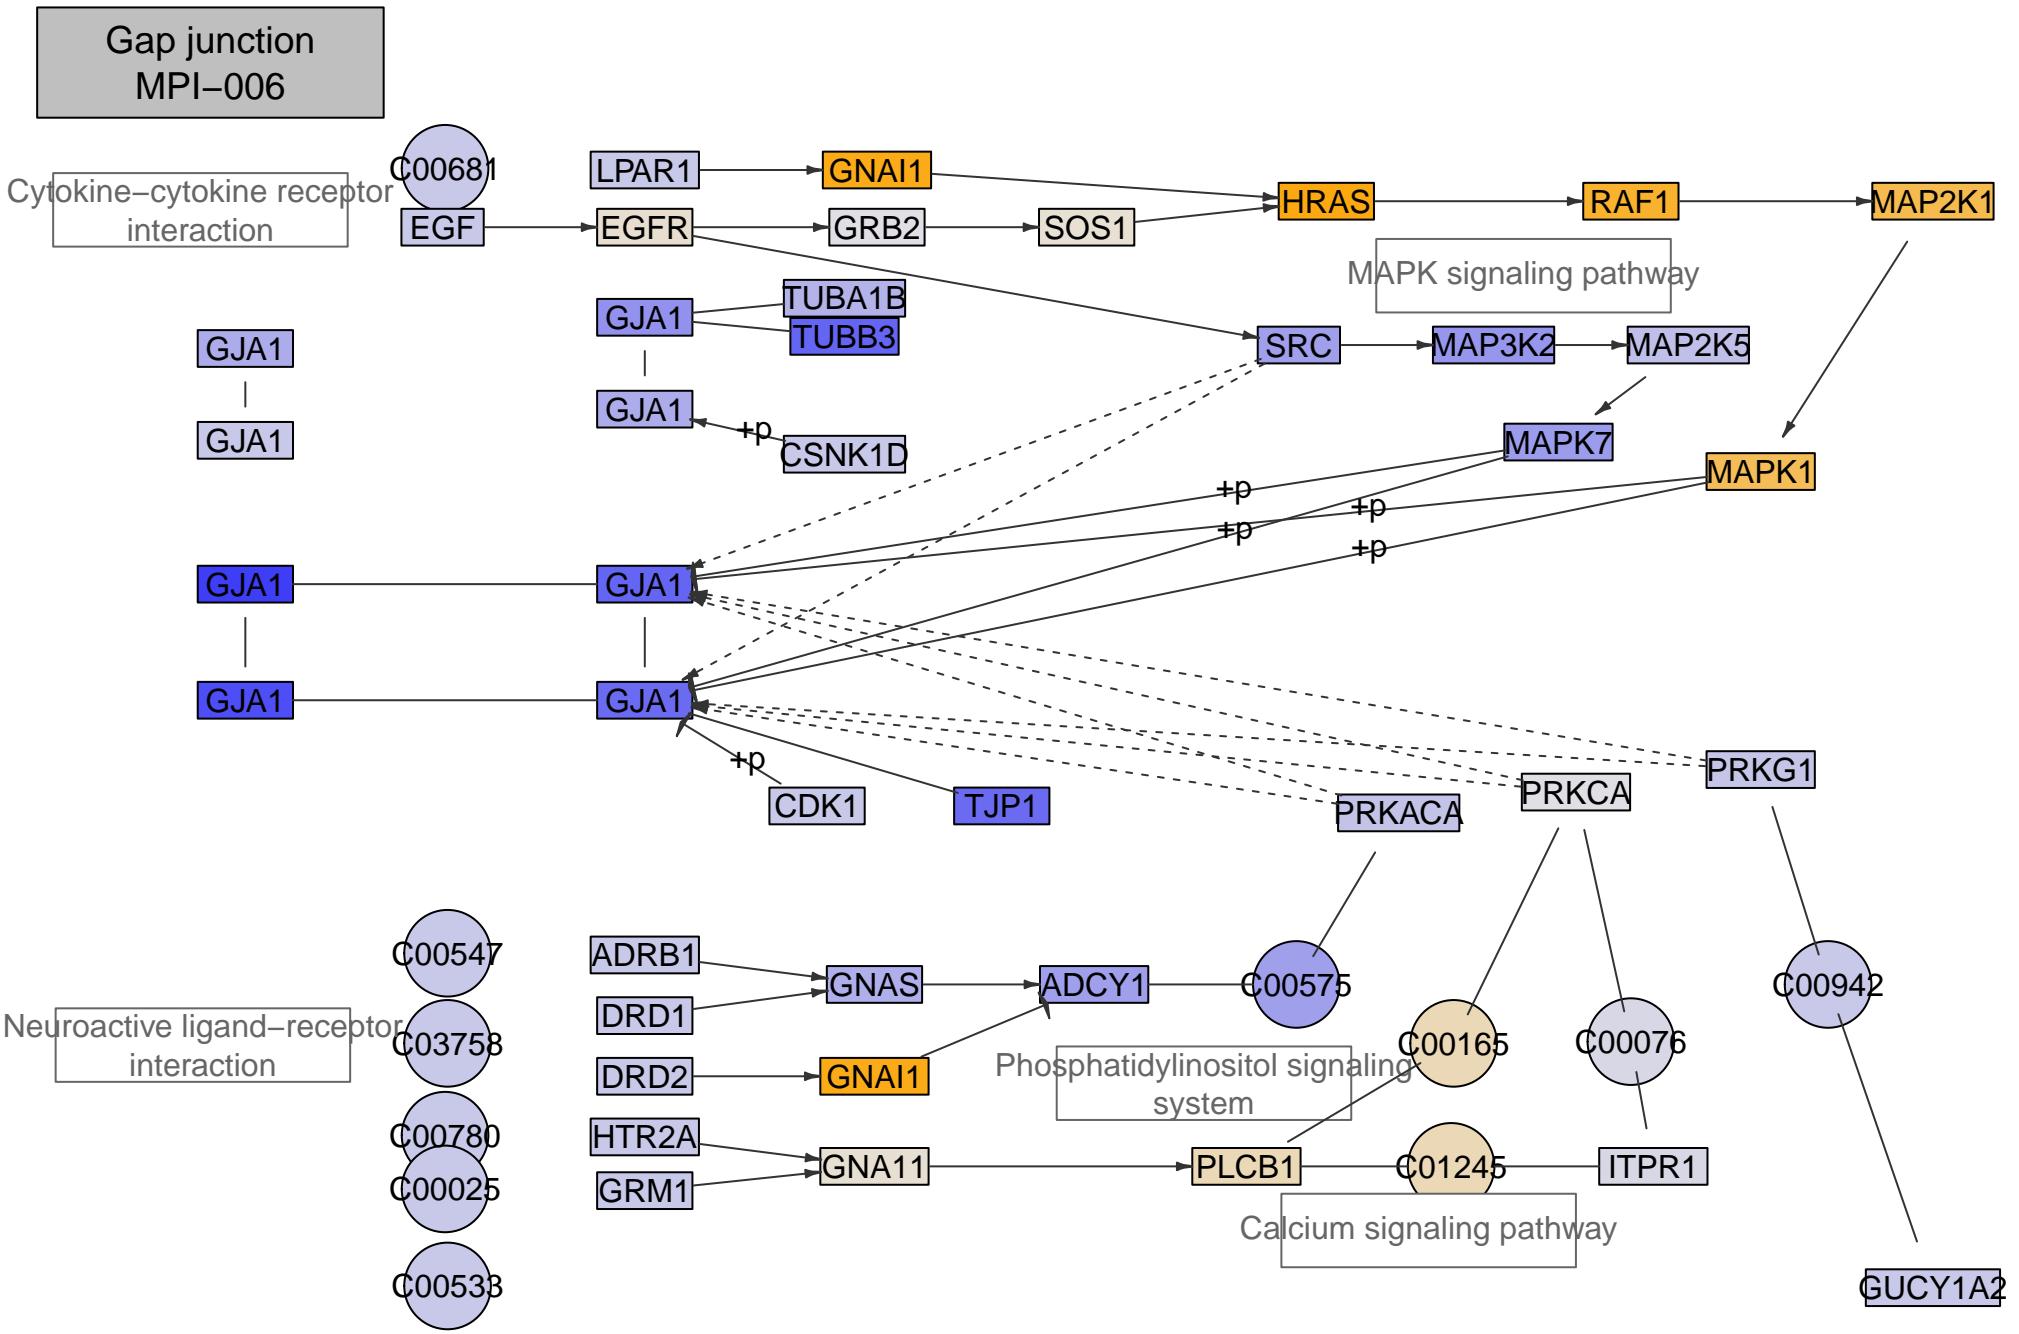 Gap junction
MPI−006
C00681
LPAR1
GNAI1
Cytokine−cytokine receptor
interaction
HRAS
RAF1
MAP2K1
EGF
EGFR
GRB2
SOS1
MAPK signaling pathway
TUBA1B
GJA1
TUBB3
GJA1
SRC
MAP3K2
MAP2K5
GJA1
+p
GJA1
CSNK1D
MAPK7
MAPK1
+p
+p
+p
+p
GJA1
GJA1
GJA1
GJA1
+p
PRKG1
CDK1
TJP1
PRKACA
PRKCA
C00547
ADRB1
GNAS
ADCY1
C00575
C00942
DRD1
Neuroactive ligand−receptor
interaction
C03758
C00165
C00076
DRD2
GNAI1
Phosphatidylinositol signaling
system
C00780
HTR2A
GNA11
PLCB1
C01245
ITPR1
C00025
GRM1
Calcium signaling pathway
C00533
GUCY1A2